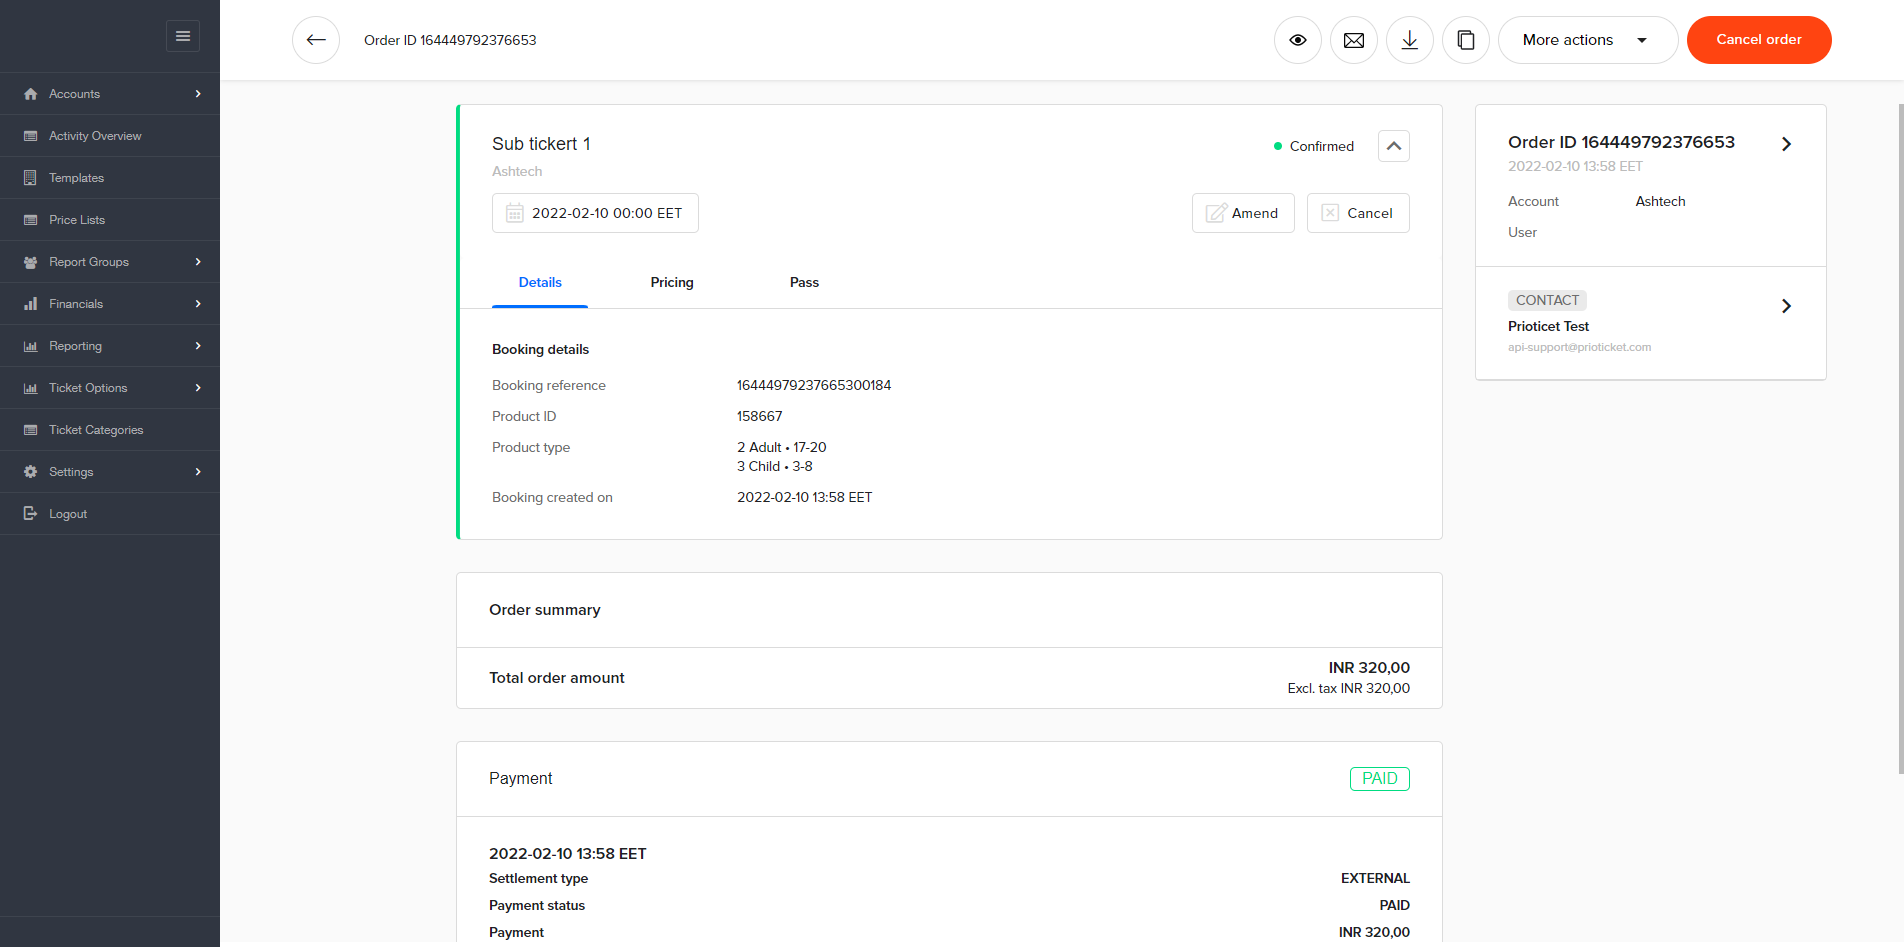 Order ID 164449792376653
More actions
Cancel order
Accounts
Activity Overview
Templates
Price Lists
Report Groups
Financials
Reporting
Ticket Options
Ticket Categories
Settings
Logout
Sub tickert 1
Confirmed
Ashtech
2022-02-10 00:00 EET
Amend
Cancel
Details
Pricing
Pass
Booking details
Booking reference 16444979237665300184
Product ID 158667
Product type 2 Adult • 17-20
3 Child • 3-8
Booking created on 2022-02-10 13:58 EET
Order summary
Total order amount INR 320,00
Excl. tax INR 320,00
Payment PAID
2022-02-10 13:58 EET
Settlement type EXTERNAL
Payment status PAID
Payment INR 320,00
Order ID 164449792376653
2022-02-10 13:58 EET
Account Ashtech
User
CONTACT
Prioticet Test
api-support@prioticket.com